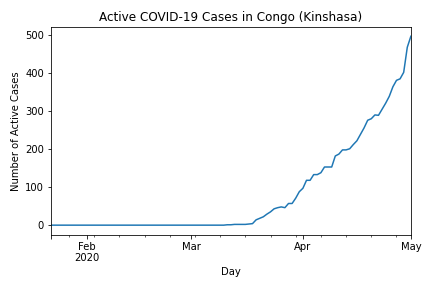 Active COVID-19 Cases in Congo (Kinshasa)
Number of Active Cases
500
400
300
200
100
0
Feb
2020
Mar
Apr
May
Day